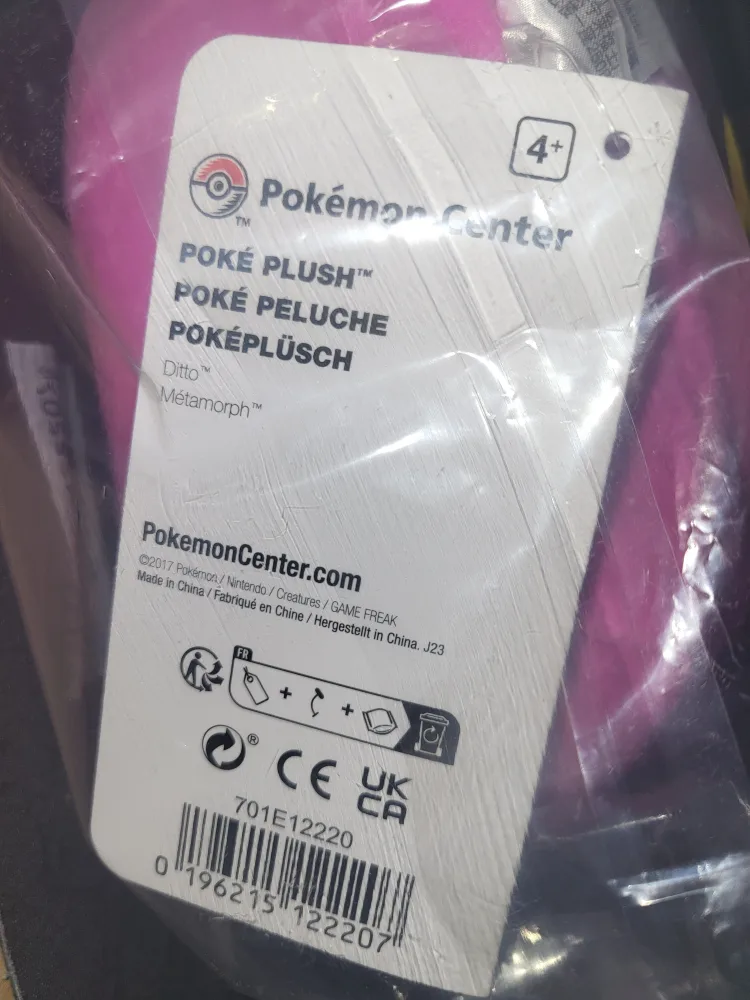 4+
Pokémon Center
TM
POKÉ PLUSH™
POKÉ PELUCHE
POKÉPLÜSCH
Ditto™
Métamorph™
PokemonCenter.com
©2017 Pokémon / Nintendo / Creatures / GAME FREAK
Made in China / Fabriqué en Chine / Hergestellt in China. J23
FR
+ +
® CE UK
CA
701E12220
0 196215 122207